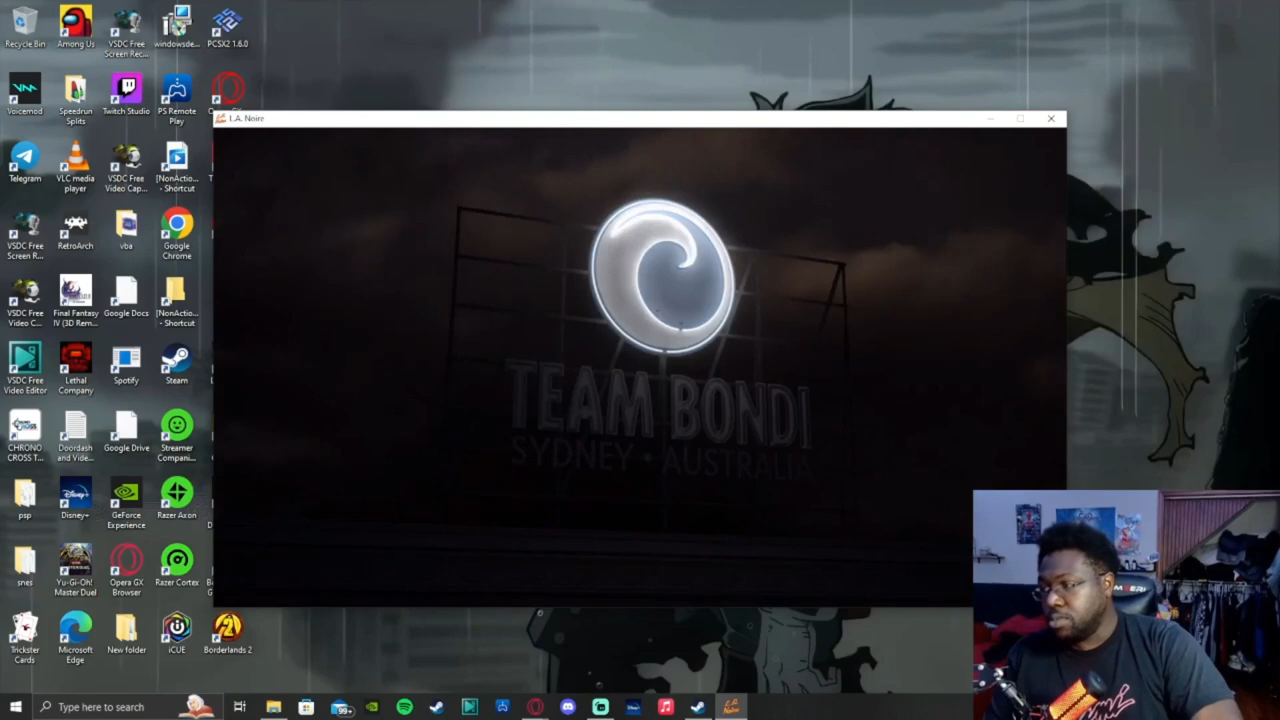 Recycle Bin
Among Us
VSDC Free
Screen Rec...
windowsde...
PCSX2 1.6.0
Voicemod
Speedrun
Splits
Twitch Studio
PS Remote
Play
L.A. Noire
Telegram
VLC media
player
VSDC Free
Video Cap...
[NonActio...
- Shortcut
VSDC Free
Screen R...
RetroArch
vba
Google
Chrome
VSDC Free
Video C...
Final Fantasy
IV (3D Rem...
Google Docs
[NonActio...
- Shortcut
VSDC Free
Video Editor
Lethal
Company
Spotify
Steam
CHRONO
CROSS T...
Doordash
and Vide...
Google Drive
Streamer
Compani...
psp
Disney+
GeForce
Experience
Razer Axon
snes
Yu-Gi-Oh!
Master Duel
Opera GX
Browser
Razer Cortex
Trickster
Cards
Microsoft
Edge
New folder
iCUE
Borderlands 2
TEAM BONDI
SYDNEY • AUSTRALIA
Type here to search
99+